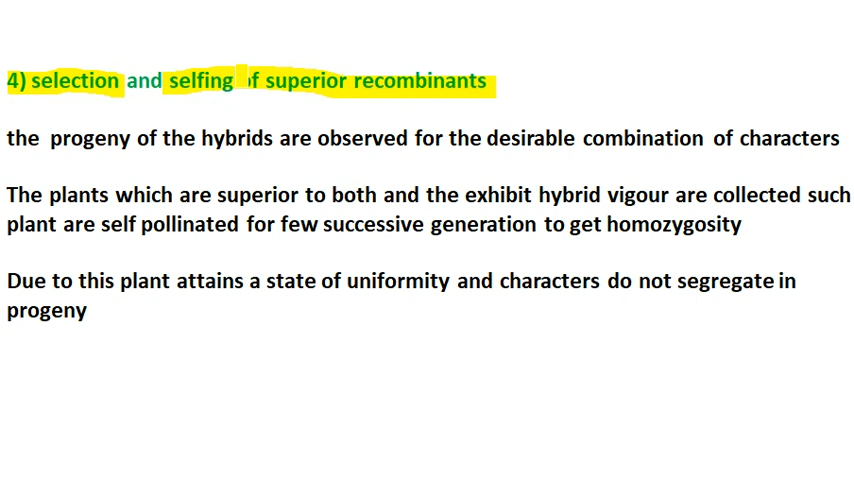 4) selection and selfing of superior recombinants
the progeny of the hybrids are observed for the desirable combination of characters
The plants which are superior to both and the exhibit hybrid vigour are collected such
plant are self pollinated for few successive generation to get homozygosity
Due to this plant attains a state of uniformity and characters do not segregate in
progeny